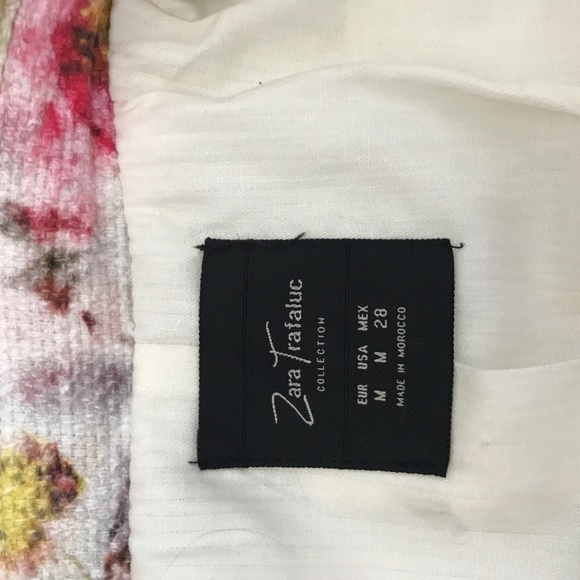 Zara Trafaluc
COLLECTION
EUR USA MEX
M M 28
MADE IN MOROCCO